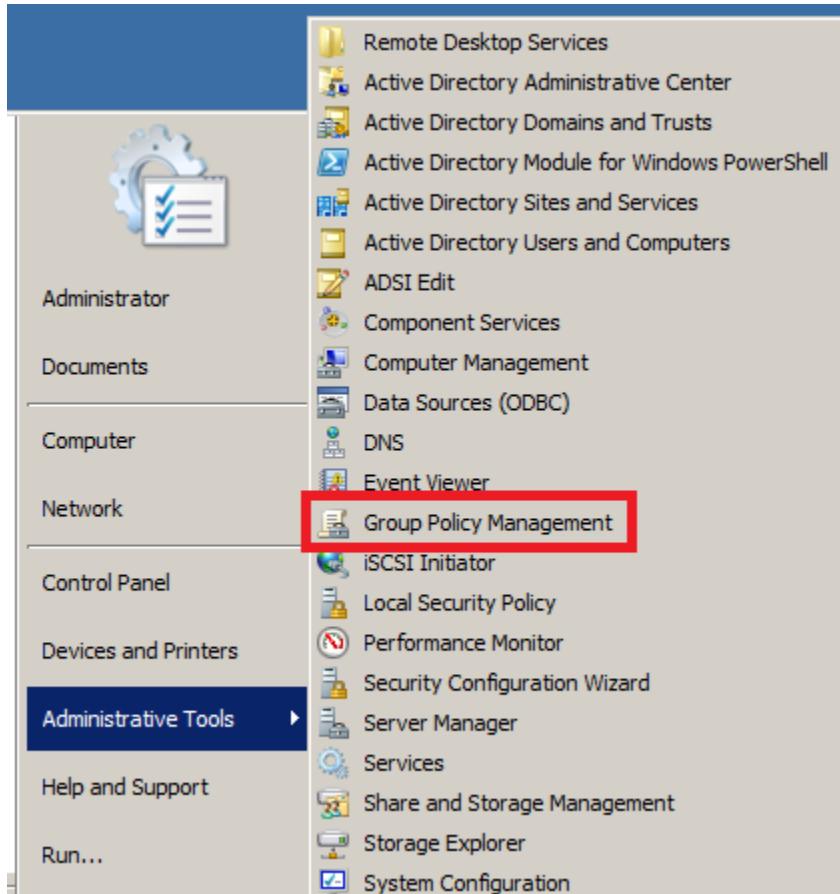 Administrator
Documents
Computer
Network
Control Panel
Devices and Printers
Administrative Tools
Help and Support
Run...
Remote Desktop Services
Active Directory Administrative Center
Active Directory Domains and Trusts
Active Directory Module for Windows PowerShell
Active Directory Sites and Services
Active Directory Users and Computers
ADSI Edit
Component Services
Computer Management
Data Sources (ODBC)
DNS
Event Viewer
Group Policy Management
iSCSI Initiator
Local Security Policy
Performance Monitor
Security Configuration Wizard
Server Manager
Services
Share and Storage Management
Storage Explorer
System Configuration